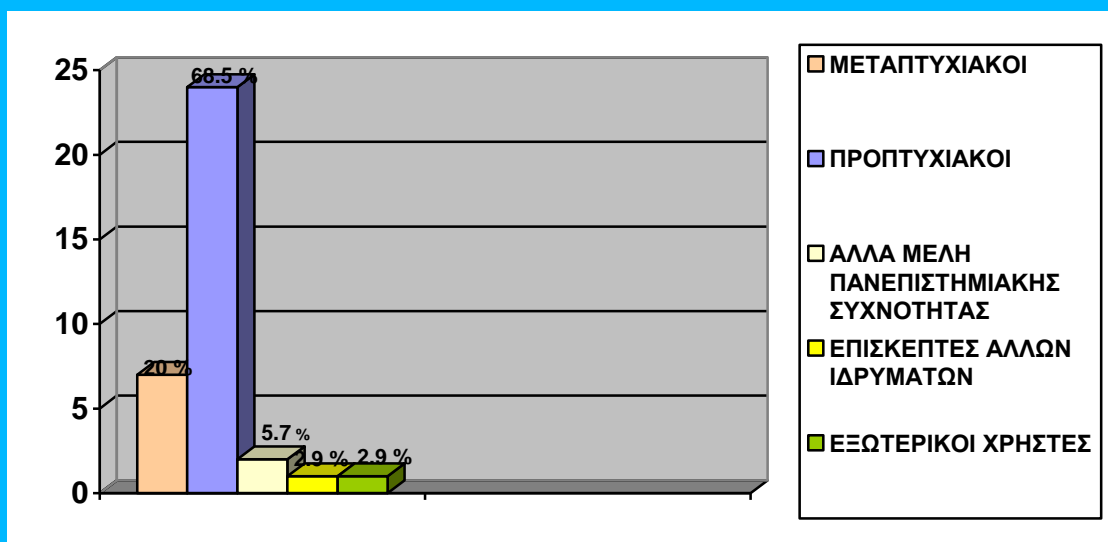 25
20
15
10
5
0
68.5 %
20 %
5.7 %
2.9 %
2.9 %
ΜΕΤΑΠΤΥΧΙΑΚΟΙ
ΠΡΟΠΤΥΧΙΑΚΟΙ
ΑΛΛΑ ΜΕΛΗ
ΠΑΝΕΠΙΣΤΗΜΙΑΚΗΣ
ΣΥΧΝΟΤΗΤΑΣ
ΕΠΙΣΚΕΠΤΕΣ ΑΛΛΩΝ
ΙΔΡΥΜΑΤΩΝ
ΕΞΩΤΕΡΙΚΟΙ ΧΡΗΣΤΕΣ